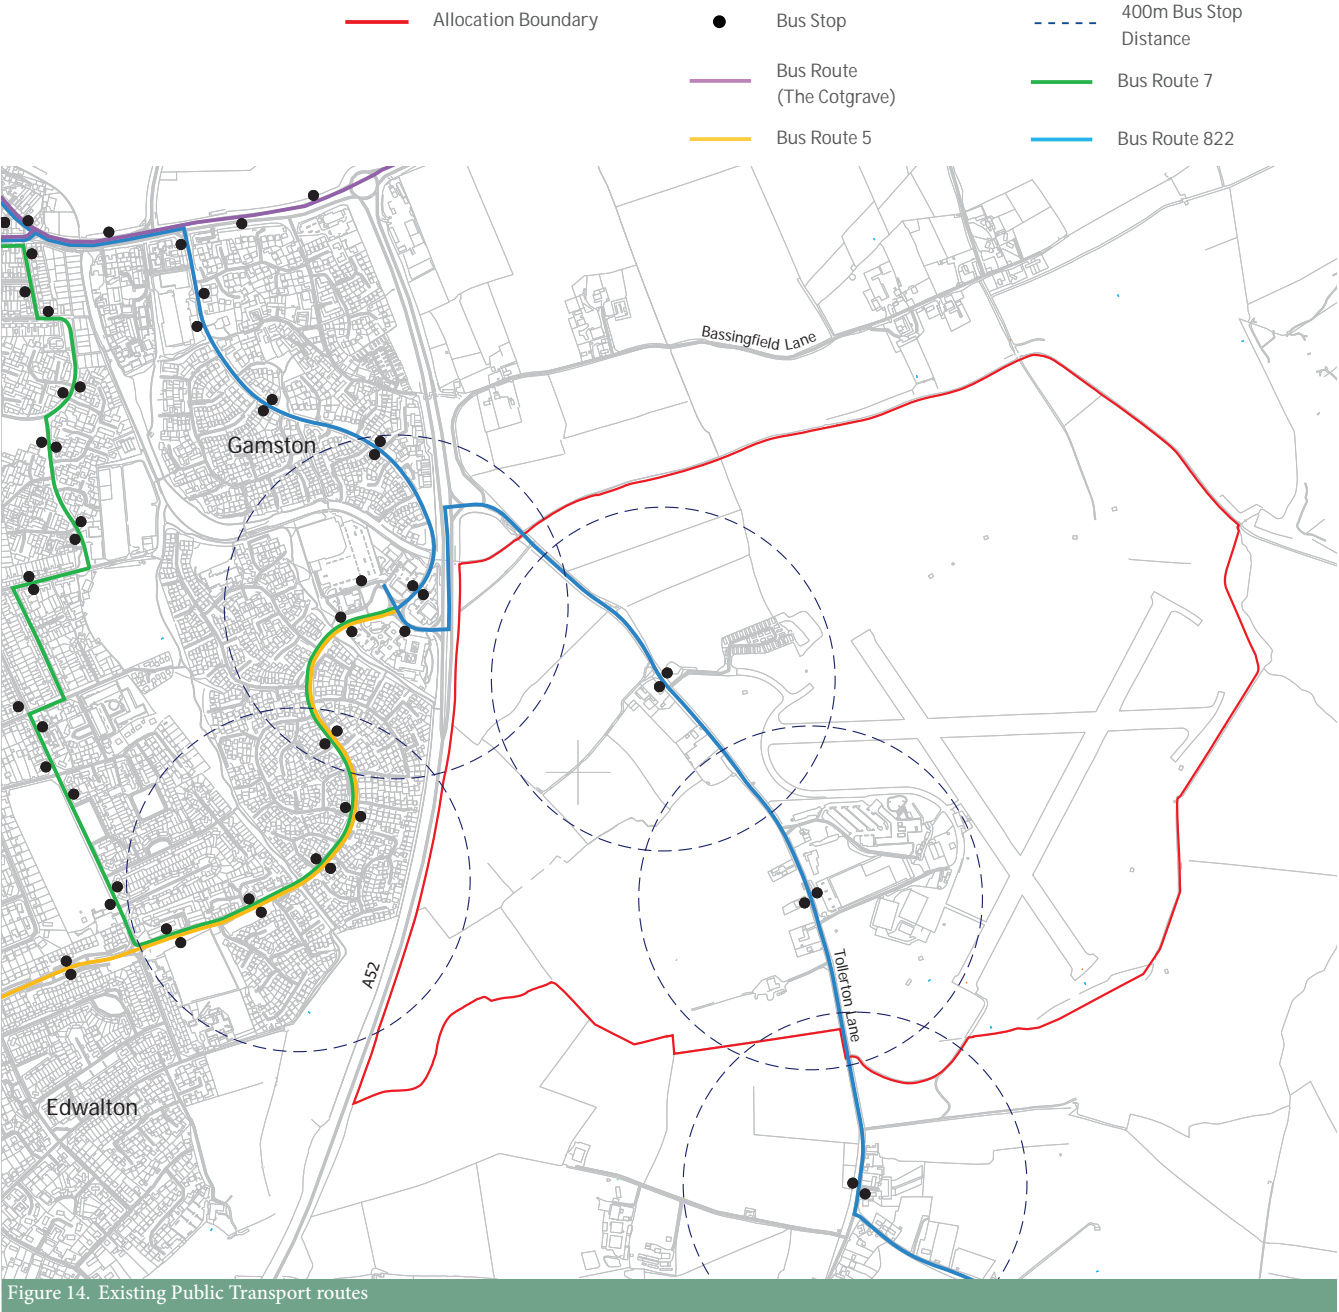 Allocation Boundary
Bus Stop
400m Bus Stop
Distance
Bus Route
(The Cotgrave)
Bus Route 7
Bus Route 5
Bus Route 822
Bassingfield Lane
Gamston
A52
Tollerton Lane
Edwalton
Figure 14. Existing Public Transport routes